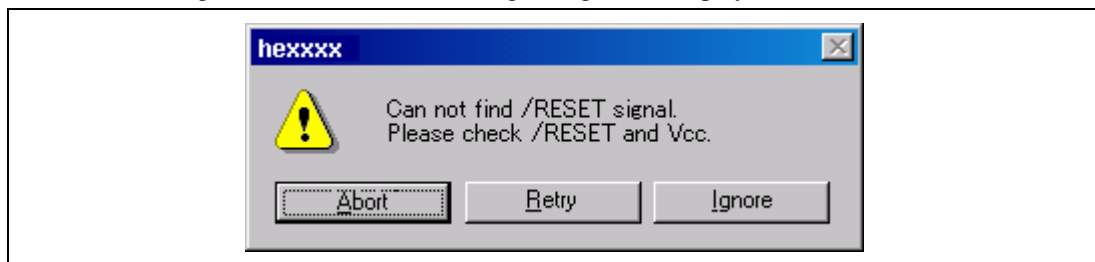 hexxxx
Can not find /RESET signal.
Please check /RESET and Vcc.
Abort Retry Ignore